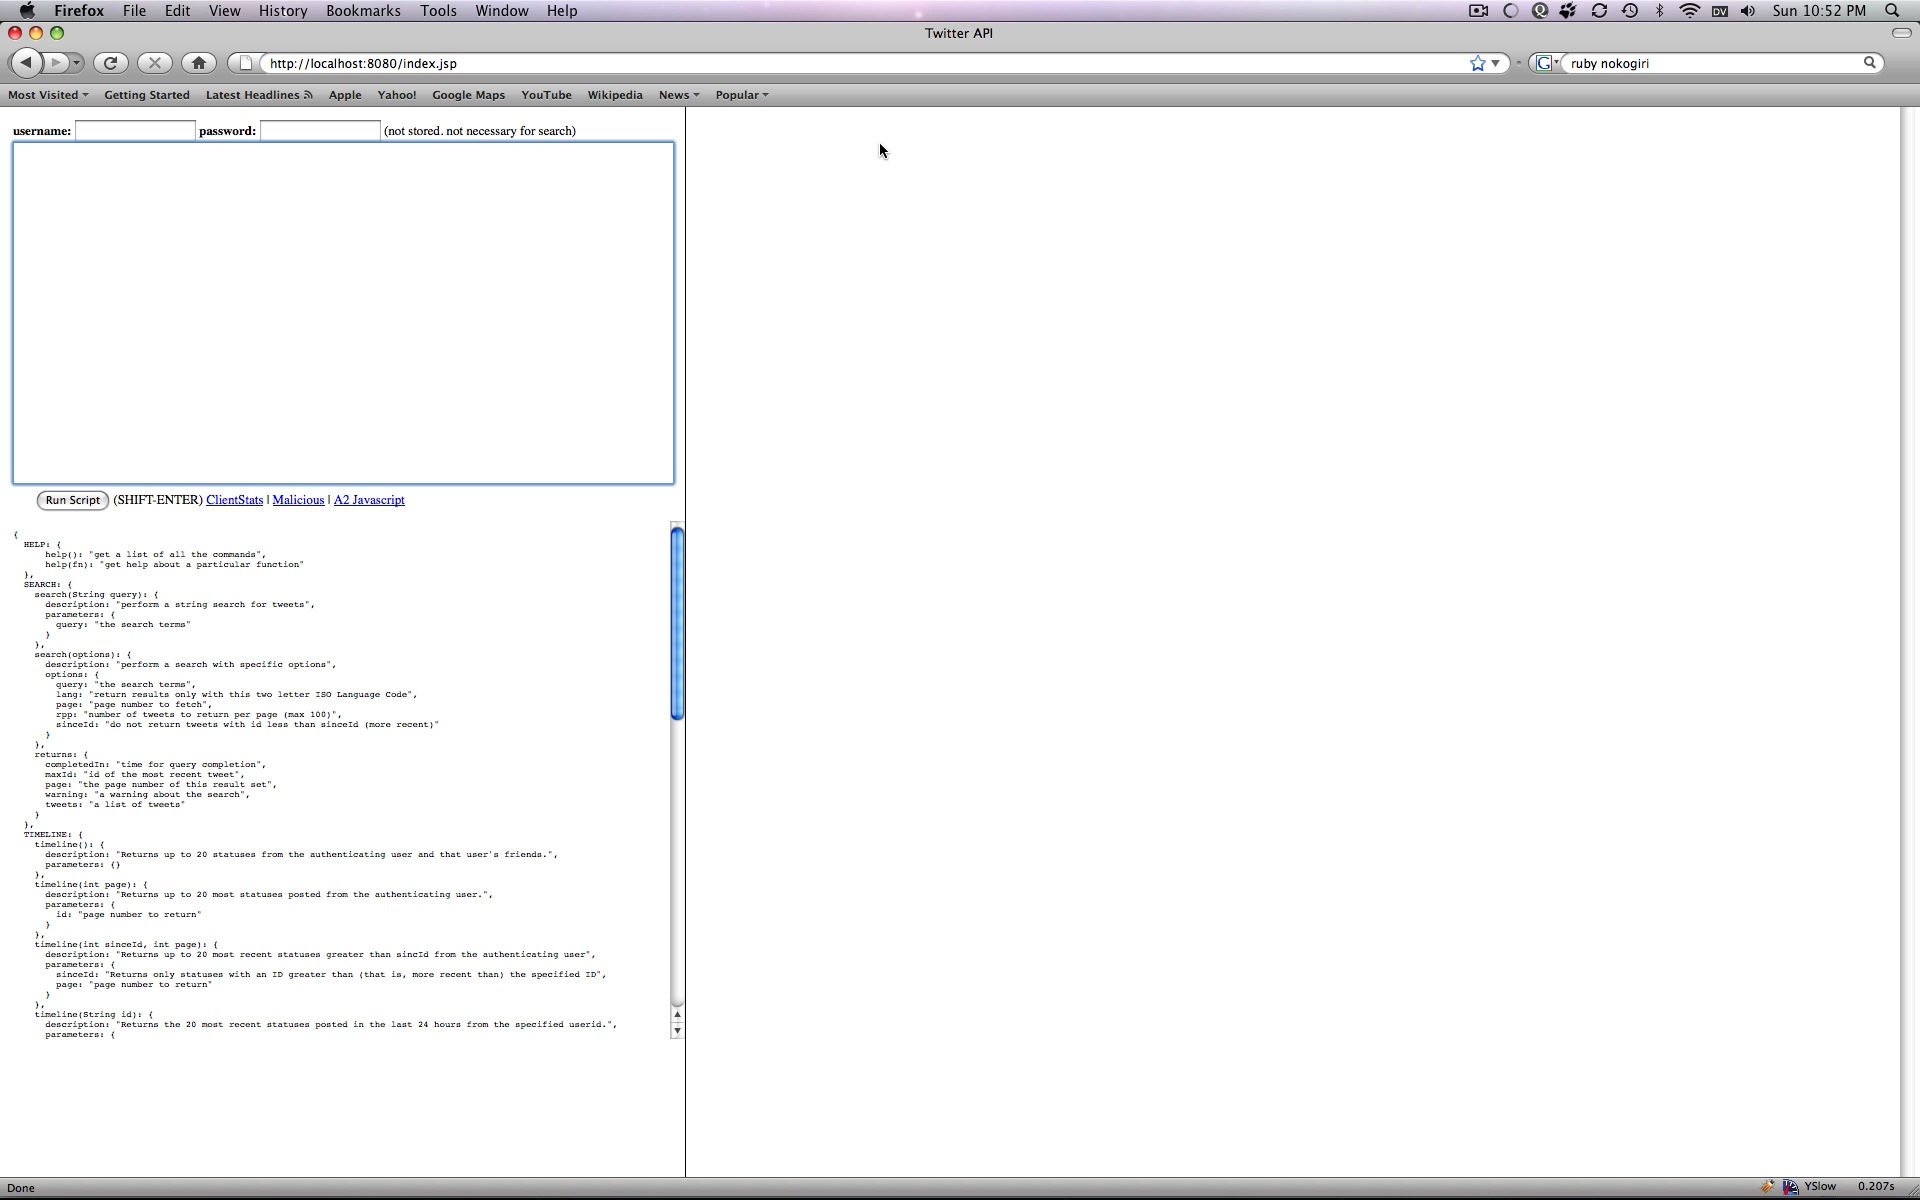 Firefox File Edit View History Bookmarks Tools Window Help
DV Sun 10:52 PM
Twitter API
http://localhost:8080/index.jsp
G ruby nokogiri
Most Visited Getting Started Latest Headlines Apple Yahoo! Google Maps YouTube Wikipedia News Popular
username: password: (not stored. not necessary for search)
Run Script (SHIFT-ENTER) ClientStats | Malicious | A2 Javascript
{
HELP: {
help(): "get a list of all the commands",
help(fn): "get help about a particular function"
},
SEARCH: {
search(String query): {
description: "perform a string search for tweets",
parameters: {
query: "the search terms"
}
},
search(options): {
description: "perform a search with specific options",
options: {
query: "the search terms",
lang: "return results only with this two letter ISO Language Code",
page: "page number to fetch",
rpp: "number of tweets to return per page (max 100)",
sinceId: "do not return tweets with id less than sinceId (more recent)"
}
},
returns: {
completedIn: "time for query completion",
maxId: "id of the most recent tweet",
page: "the page number of this result set",
warning: "a warning about the search",
tweets: "a list of tweets"
}
},
TIMELINE: {
timeline(): {
description: "Returns up to 20 statuses from the authenticating user and that user's friends.",
parameters: {}
},
timeline(int page): {
description: "Returns up to 20 most statuses posted from the authenticating user.",
parameters: {
id: "page number to return"
}
},
timeline(int sinceId, int page): {
description: "Returns up to 20 most recent statuses greater than sincId from the authenticating user",
parameters: {
sinceId: "Returns only statuses with an ID greater than (that is, more recent than) the specified ID",
page: "page number to return"
}
},
timeline(String id): {
description: "Returns the 20 most recent statuses posted in the last 24 hours from the specified userid.",
parameters: {
Done
YSlow 0.207s